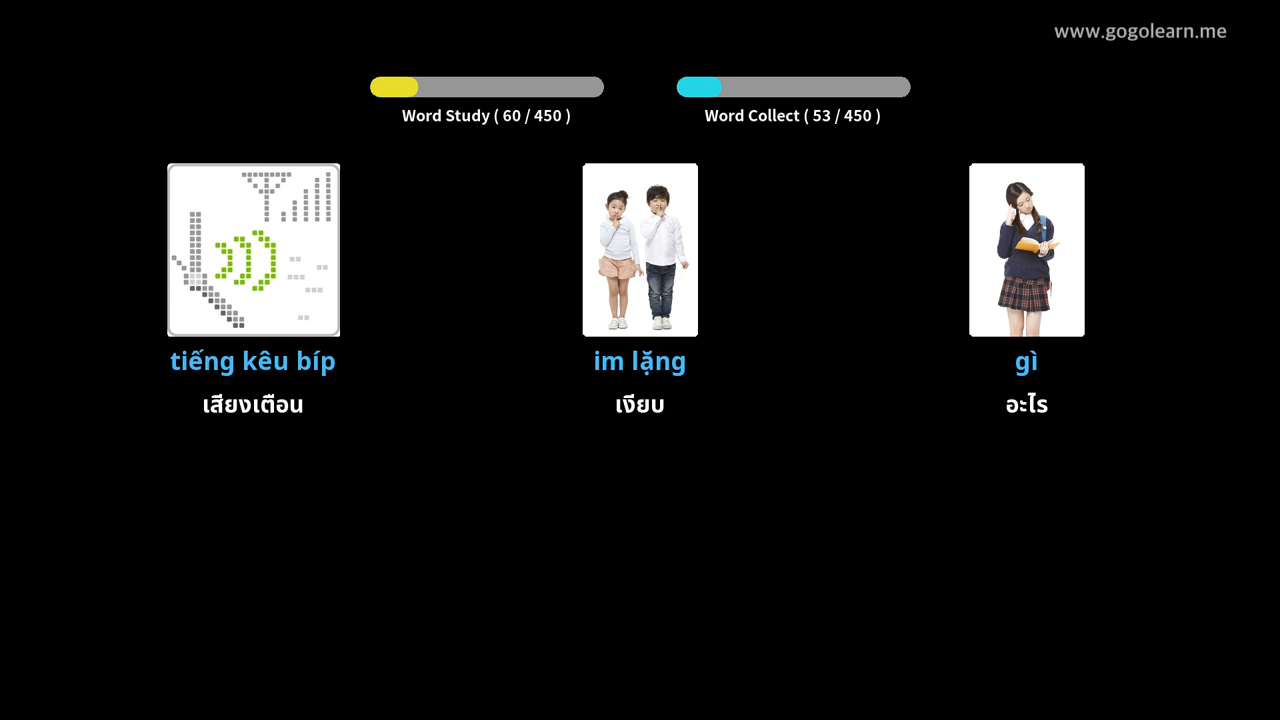 www.gogolearn.me
Word Study ( 60 / 450 )
Word Collect ( 53 / 450 )
tiếng kêu bíp
im lặng
gì
เสียงเตือน
เงียบ
อะไร